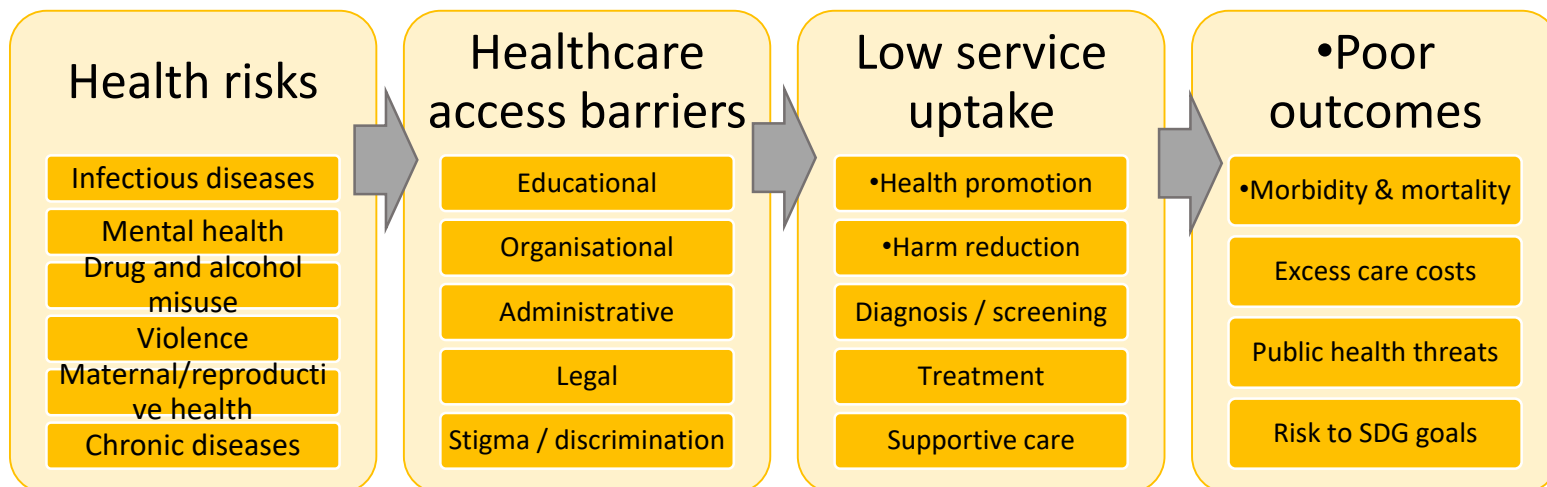 Health risks
Infectious diseases
Mental health
Drug and alcohol
misuse
Violence
Maternal/reproducti
ve health
Chronic diseases
Healthcare
access barriers
Educational
Organisational
Administrative
Legal
Stigma / discrimination
Low service
uptake
•Health promotion
•Harm reduction
Diagnosis / screening
Treatment
Supportive care
•Poor
outcomes
•Morbidity & mortality
Excess care costs
Public health threats
Risk to SDG goals